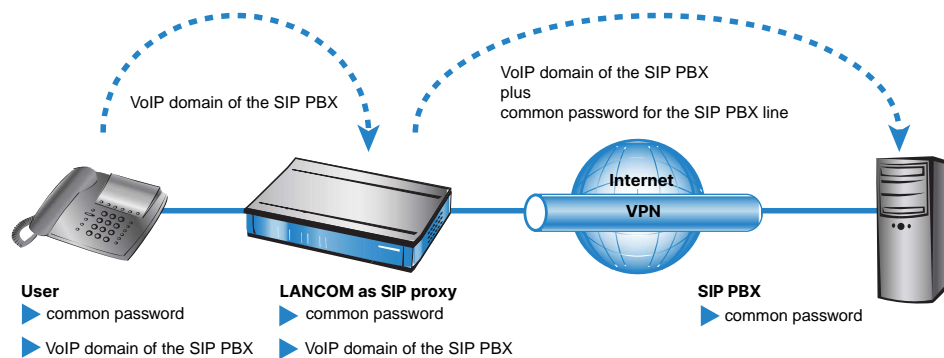 VoIP domain of the SIP PBX
VoIP domain of the SIP PBX
plus
common password for the SIP PBX line
Internet
VPN
User
common password
VoIP domain of the SIP PBX
LANCOM as SIP proxy
common password
VoIP domain of the SIP PBX
SIP PBX
common password